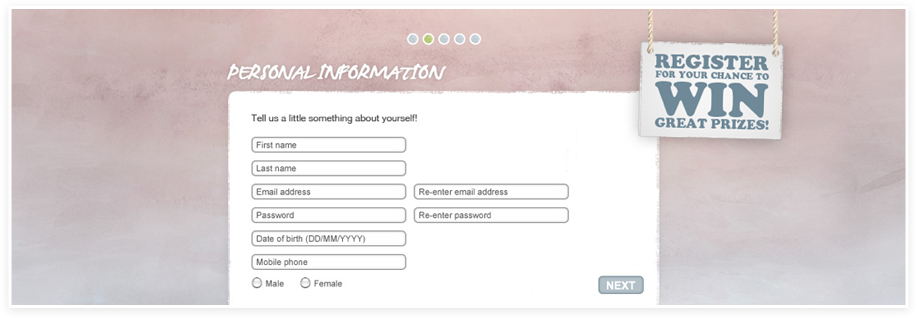 PERSONAL INFORMATION
REGISTER
FOR YOUR CHANCE TO
WIN
GREAT PRIZES!
Tell us a little something about yourself!
First name
Last name
Email address Re-enter email address
Password Re-enter password
Date of birth (DD/MM/YYYY)
Mobile phone
Male Female
NEXT